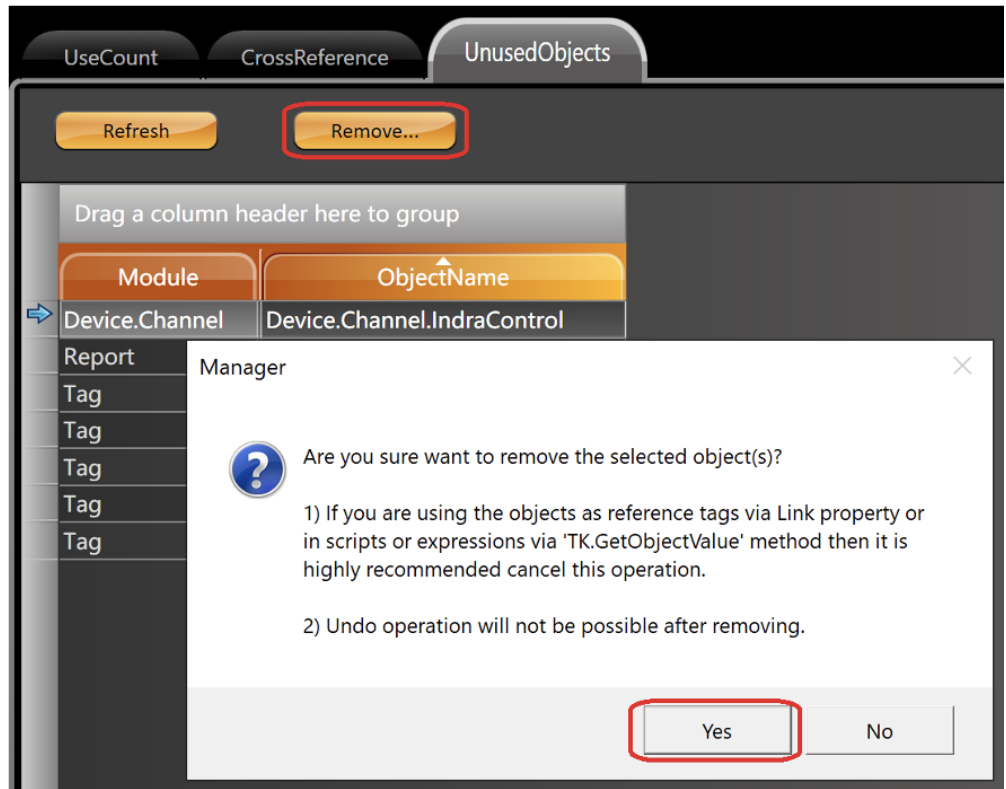 UseCount CrossReference UnusedObjects
Refresh Remove...
Drag a column header here to group
Module ObjectName
Device.Channel Device.Channel.IndraControl
Report
Tag
Tag
Tag
Tag
Tag
Manager
Are you sure want to remove the selected object(s)?
1) If you are using the objects as reference tags via Link property or
in scripts or expressions via 'TK.GetObjectValue' method then it is
highly recommended cancel this operation.
2) Undo operation will not be possible after removing.
Yes No